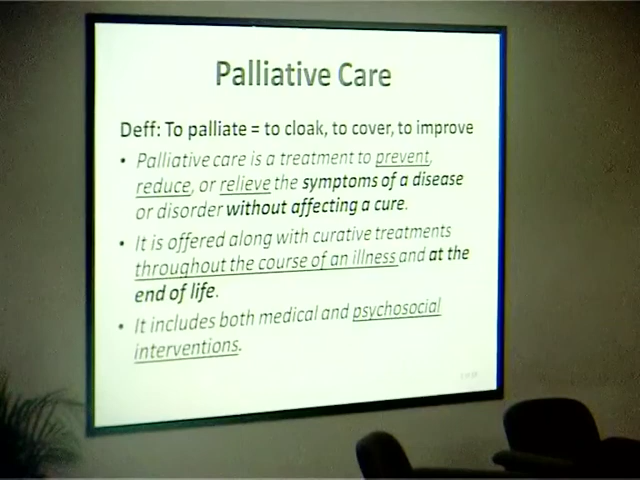 Palliative Care
Deff: To palliate = to cloak, to cover, to improve
• Palliative care is a treatment to prevent,
reduce, or relieve the symptoms of a disease
or disorder without affecting a cure.
• It is offered along with curative treatments
throughout the course of an illness and at the
end of life.
• It includes both medical and psychosocial
interventions.